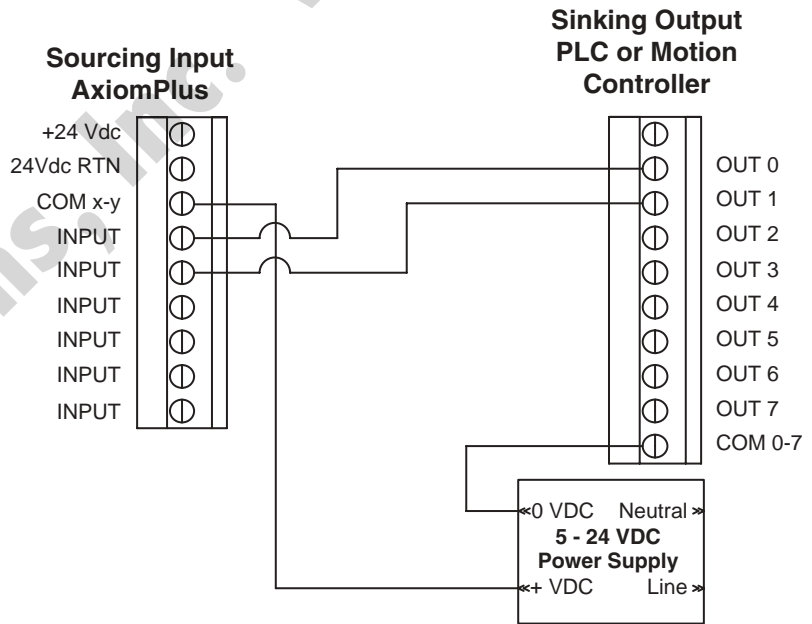 Sourcing Input
AxiomPlus
+24 Vdc
24Vdc RTN
COM x-y
INPUT
INPUT
INPUT
INPUT
INPUT
INPUT
Sinking Output
PLC or Motion
Controller
OUT 0
OUT 1
OUT 2
OUT 3
OUT 4
OUT 5
OUT 6
OUT 7
COM 0-7
0 VDC Neutral
5 - 24 VDC
Power Supply
+ VDC Line
ns, Inc.